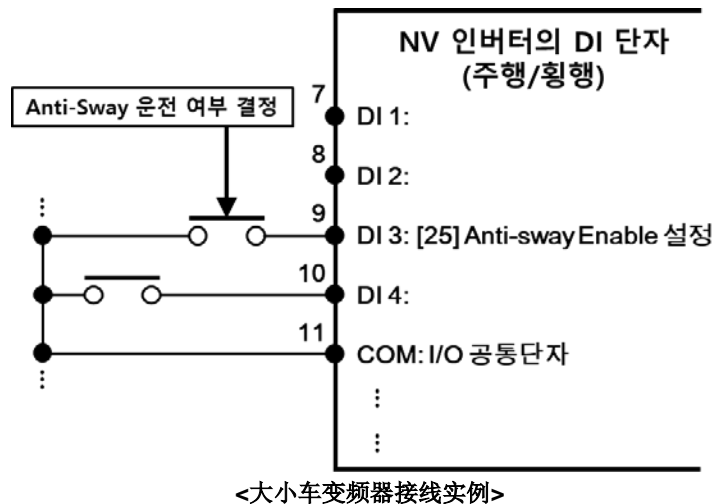 NV 인버터의 DI 단자
(주행/횡행)
Anti-Sway 운전 여부 결정
7
DI 1:
8
DI 2:
9
DI 3: [25] Anti-sway Enable 설정
10
DI 4:
11
COM: I/O 공통단자
<大小车变频器接线实例>